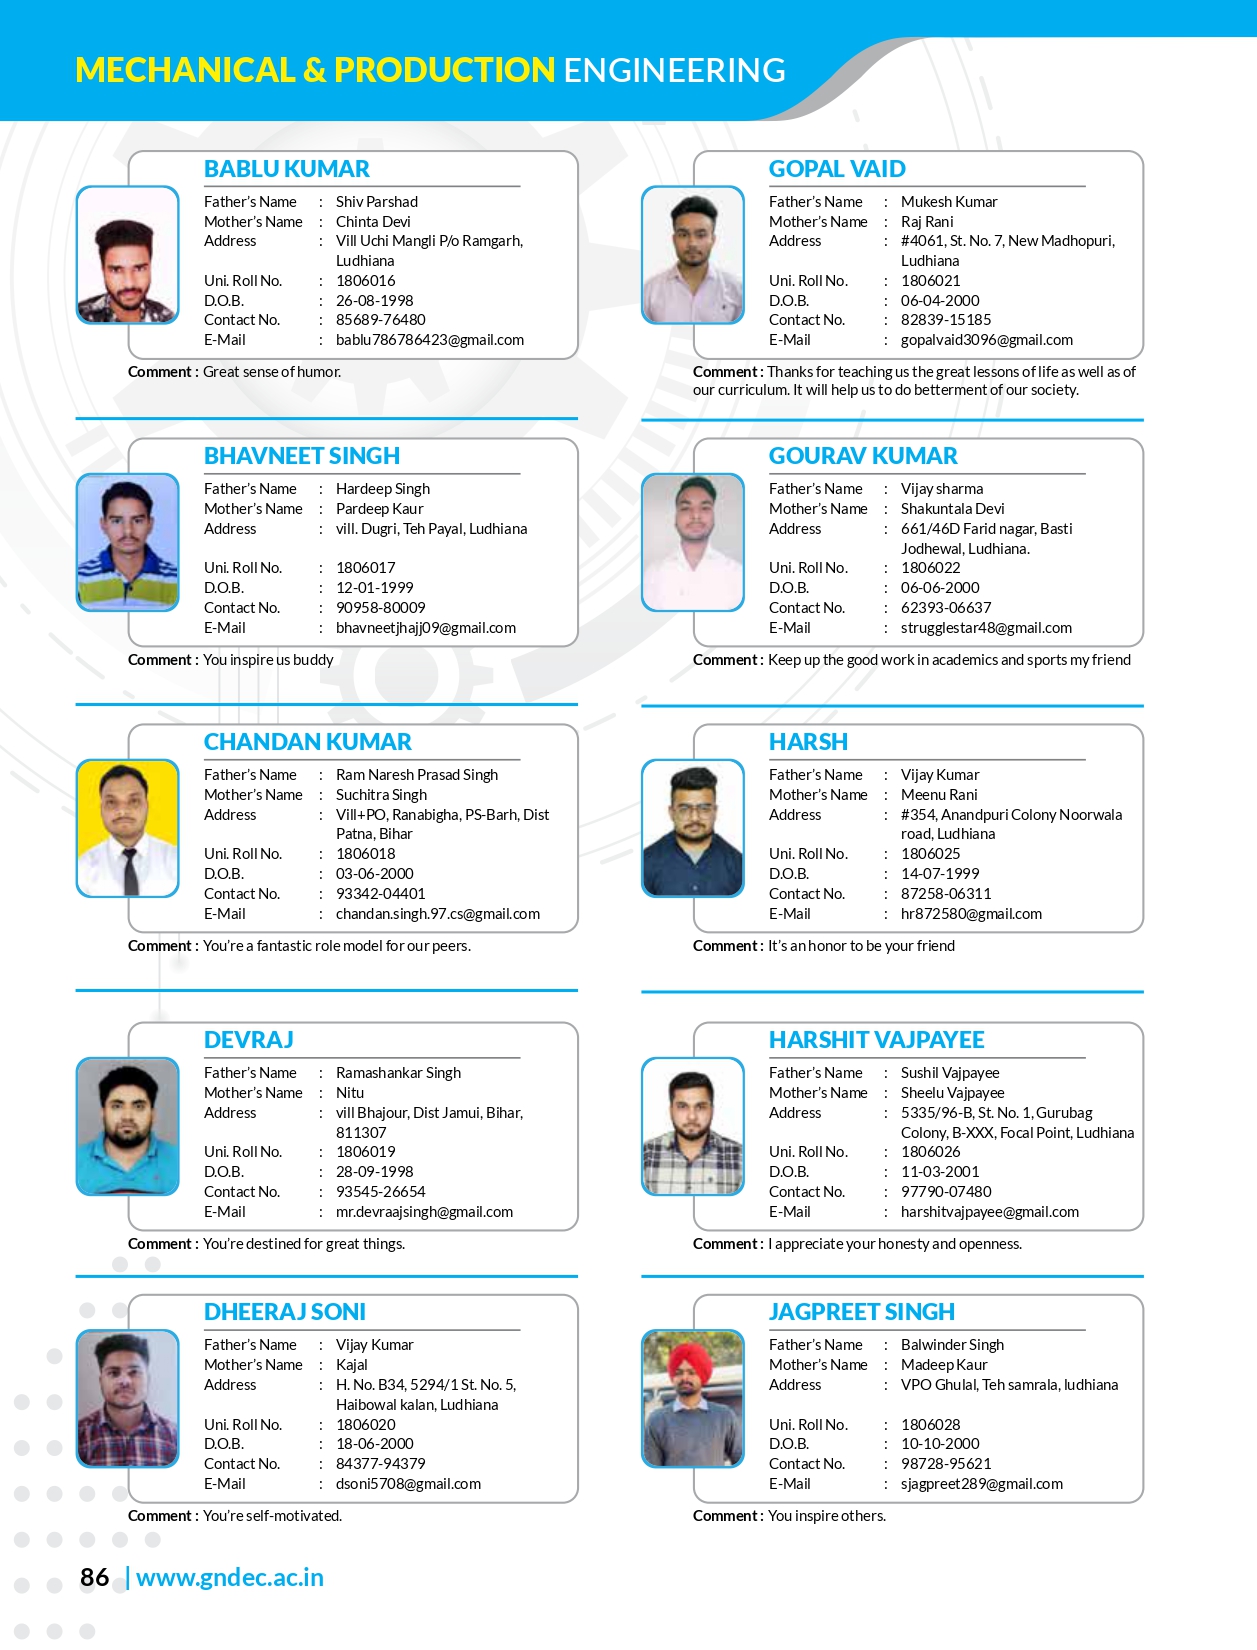 MECHANICAL & PRODUCTION ENGINEERING
BABLU KUMAR
Father's Name : Shiv Parshad
Mother's Name : Chinta Devi
Address : Vill Uchi Mangli P/o Ramgarh,
Ludhiana
Uni. Roll No. : 1806016
D.O.B. : 26-08-1998
Contact No. : 85689-76480
E-Mail : bablu786786423@gmail.com
Comment : Great sense of humor.
BHAVNEET SINGH
Father's Name : Hardeep Singh
Mother's Name : Pardeep Kaur
Address : vill. Dugri, Teh Payal, Ludhiana
Uni. Roll No. : 1806017
D.O.B. : 12-01-1999
Contact No. : 90958-80009
E-Mail : bhavneetjhajj09@gmail.com
Comment : You inspire us buddy
CHANDAN KUMAR
Father's Name : Ram Naresh Prasad Singh
Mother's Name : Suchitra Singh
Address : Vill+PO, Ranabigha, PS-Barh, Dist
Patna, Bihar
Uni. Roll No. : 1806018
D.O.B. : 03-06-2000
Contact No. : 93342-04401
E-Mail : chandan.singh.97.cs@gmail.com
Comment : You're a fantastic role model for our peers.
DEVRAJ
Father's Name : Ramashankar Singh
Mother's Name : Nitu
Address : vill Bhajour, Dist Jamui, Bihar,
811307
Uni. Roll No. : 1806019
D.O.B. : 28-09-1998
Contact No. : 93545-26654
E-Mail : mr.devraajsingh@gmail.com
Comment : You're destined for great things.
DHEERAJ SONI
Father's Name : Vijay Kumar
Mother's Name : Kajal
Address : H. No. B34, 5294/1 St. No. 5,
Haibowal kalan, Ludhiana
Uni. Roll No. : 1806020
D.O.B. : 18-06-2000
Contact No. : 84377-94379
E-Mail : dsoni5708@gmail.com
Comment : You're self-motivated.
GOPAL VAID
Father's Name : Mukesh Kumar
Mother's Name : Raj Rani
Address : #4061, St. No. 7, New Madhopuri,
Ludhiana
Uni. Roll No. : 1806021
D.O.B. : 06-04-2000
Contact No. : 82839-15185
E-Mail : gopalvaid3096@gmail.com
Comment : Thanks for teaching us the great lessons of life as well as of
our curriculum. It will help us to do betterment of our society.
GOURAV KUMAR
Father's Name : Vijay sharma
Mother's Name : Shakuntala Devi
Address : 661/46D Farid nagar, Basti
Jodhewal, Ludhiana.
Uni. Roll No. : 1806022
D.O.B. : 06-06-2000
Contact No. : 62393-06637
E-Mail : strugglestar48@gmail.com
Comment : Keep up the good work in academics and sports my friend
HARSH
Father's Name : Vijay Kumar
Mother's Name : Meenu Rani
Address : #354, Anandpuri Colony Noorwala
road, Ludhiana
Uni. Roll No. : 1806025
D.O.B. : 14-07-1999
Contact No. : 87258-06311
E-Mail : hr872580@gmail.com
Comment : It's an honor to be your friend
HARSHIT VAJPAYEE
Father's Name : Sushil Vajpayee
Mother's Name : Sheelu Vajpayee
Address : 5335/96-B, St. No. 1, Gurubag
Colony, B-XXX, Focal Point, Ludhiana
Uni. Roll No. : 1806026
D.O.B. : 11-03-2001
Contact No. : 97790-07480
E-Mail : harshitvajpayee@gmail.com
Comment : I appreciate your honesty and openness.
JAGPREET SINGH
Father's Name : Balwinder Singh
Mother's Name : Madeep Kaur
Address : VPO Ghulal, Teh samrala, ludhiana
Uni. Roll No. : 1806028
D.O.B. : 10-10-2000
Contact No. : 98728-95621
E-Mail : sjagpreet289@gmail.com
Comment : You inspire others.
86 | www.gndec.ac.in